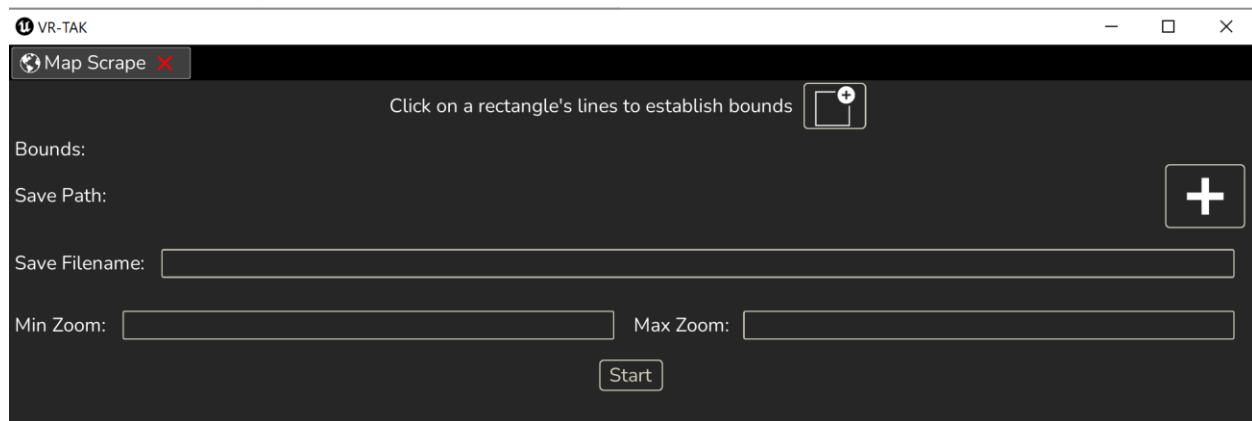 VR-TAK
Map Scrape
Click on a rectangle's lines to establish bounds
Bounds:
Save Path:
Save Filename:
Min Zoom: Max Zoom:
Start